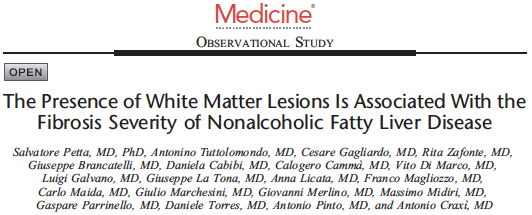 Medicine®
OBSERVATIONAL STUDY
OPEN
The Presence of White Matter Lesions Is Associated With the
Fibrosis Severity of Nonalcoholic Fatty Liver Disease
Salvatore Petta, MD, PhD, Antonino Tuttolomondo, MD, Cesare Gagliardo, MD, Rita Zafonte, MD,
Giuseppe Brancatelli, MD, Daniela Cabibi, MD, Calogero Cammà, MD, Vito Di Marco, MD,
Luigi Galvano, MD, Giuseppe La Tona, MD, Anna Licata, MD, Franco Magliozzo, MD,
Carlo Maida, MD, Giulio Marchesini, MD, Giovanni Merlino, MD, Massimo Midiri, MD,
Gaspare Parrinello, MD, Daniele Torres, MD, Antonio Pinto, MD, and Antonio Craxì, MD